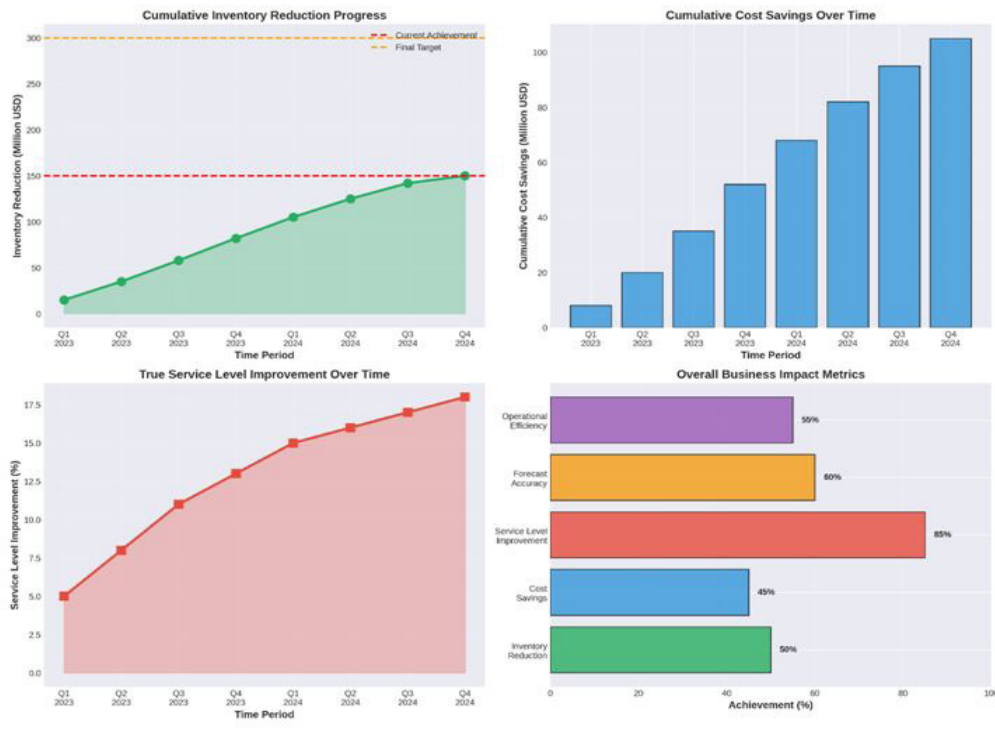 Cumulative Inventory Reduction Progress
Inventory Reduction (Million USD)
300
250
200
150
100
50
0
Current Achievement
Final Target
Q1 Q2 Q3 Q4 Q1 Q2 Q3 Q4
2023 2023 2023 2023 2024 2024 2024 2024
Time Period
Cumulative Cost Savings Over Time
Cumulative Cost Savings (Million USD)
100
80
60
40
20
0
Q1 Q2 Q3 Q4 Q1 Q2 Q3 Q4
2023 2023 2023 2023 2024 2024 2024 2024
Time Period
True Service Level Improvement Over Time
Service Level Improvement (%)
17.5
15.0
12.5
10.0
7.5
5.0
2.5
0.0
Q1 Q2 Q3 Q4 Q1 Q2 Q3 Q4
2023 2023 2023 2023 2024 2024 2024 2024
Time Period
Overall Business Impact Metrics
Operational
Efficiency
55%
Forecast
Accuracy
60%
Service Level
Improvement
85%
Cost
Savings
45%
Inventory
Reduction
50%
0 20 40 60 80 100
Achievement (%)